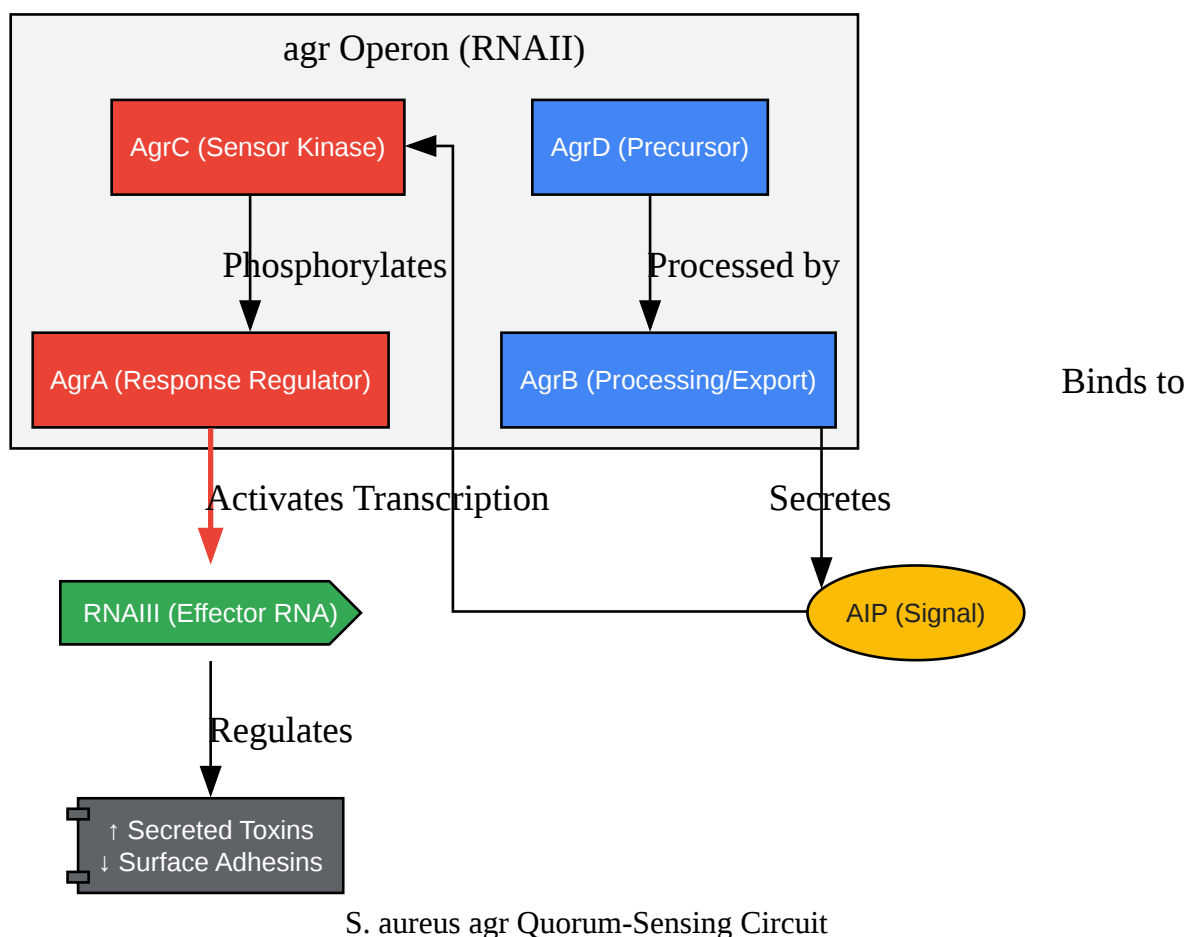 agr Operon (RNAII)
AgrC (Sensor Kinase)
AgrD (Precursor)
Phosphorylates
Processed by
AgrA (Response Regulator)
AgrB (Processing/Export)
Binds to
Activates Transcription
Secretes
RNAIII (Effector RNA)
AIP (Signal)
Regulates
↑ Secreted Toxins
↓ Surface Adhesins
S. aureus agr Quorum-Sensing Circuit